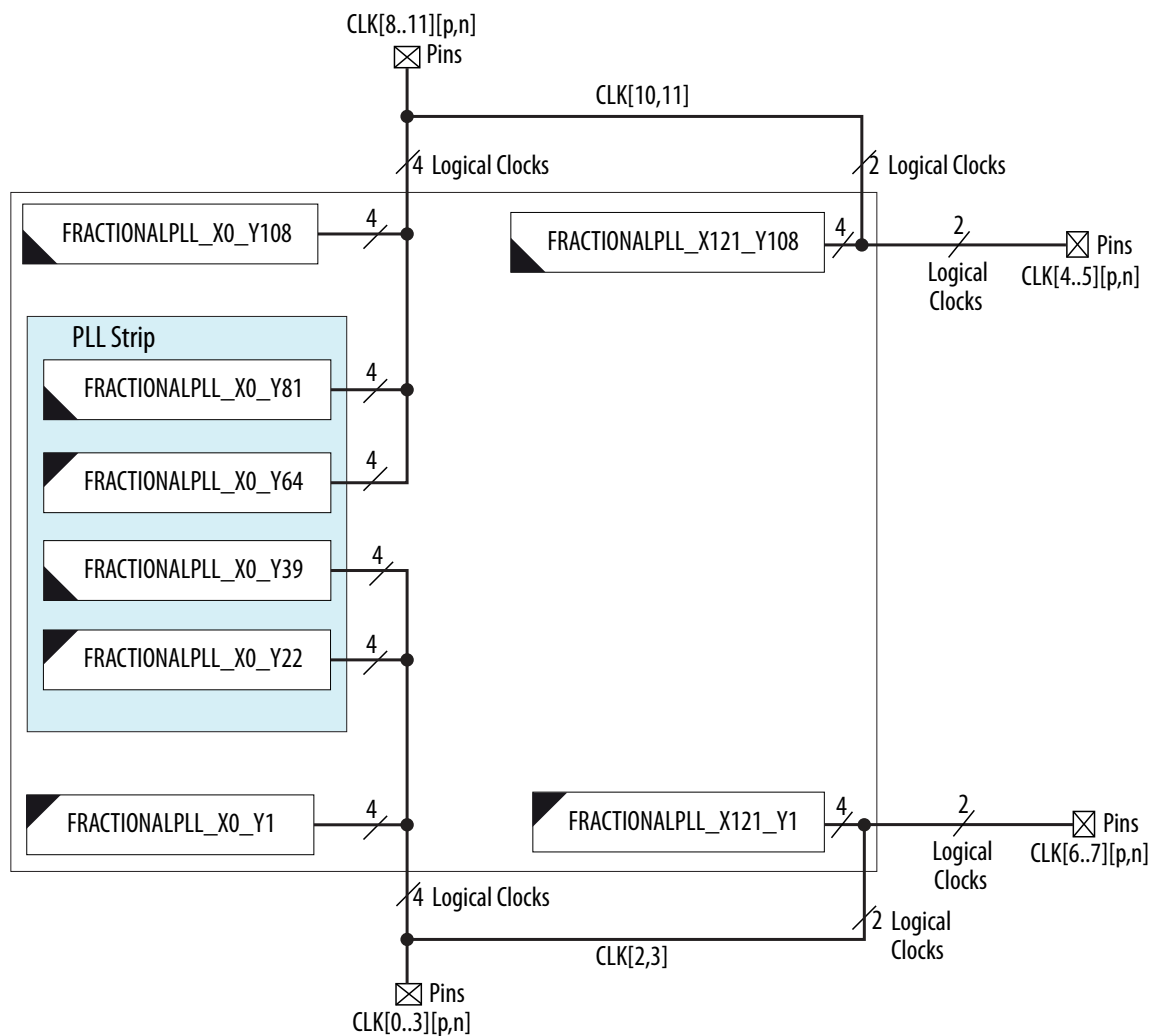 CLK[8..11][p,n]
Pins
CLK[10,11]
4 Logical Clocks
2 Logical Clocks
FRACTIONALPLL_X0_Y108
4
FRACTIONALPLL_X121_Y108
4
2
Logical
Clocks
Pins
CLK[4..5][p,n]
PLL Strip
FRACTIONALPLL_X0_Y81
4
FRACTIONALPLL_X0_Y64
4
FRACTIONALPLL_X0_Y39
4
FRACTIONALPLL_X0_Y22
4
FRACTIONALPLL_X0_Y1
4
FRACTIONALPLL_X121_Y1
4
2
Logical
Clocks
Pins
CLK[6..7][p,n]
4 Logical Clocks
2 Logical
Clocks
CLK[2,3]
Pins
CLK[0..3][p,n]